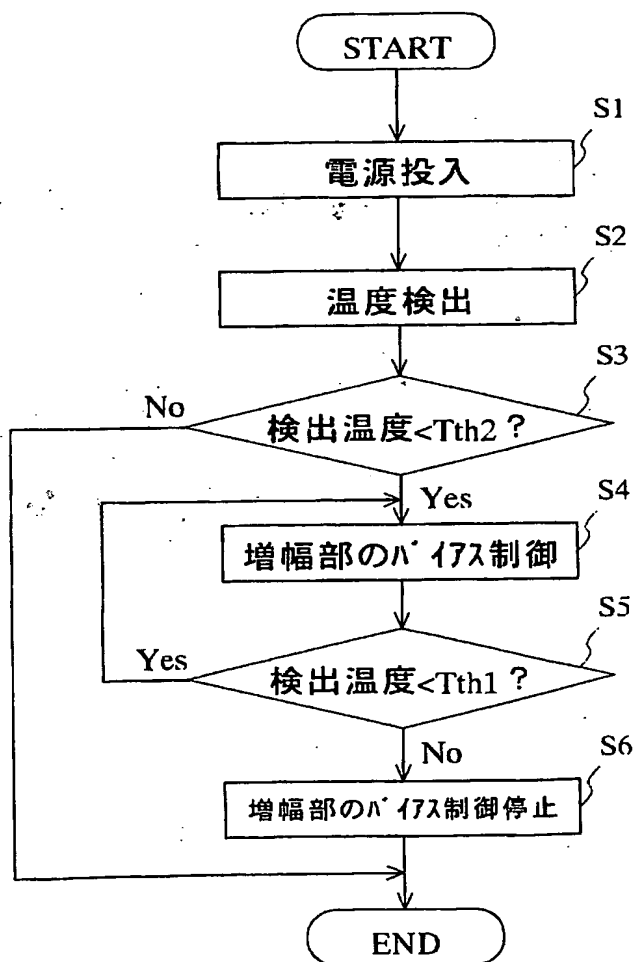 START
S1
電源投入
S2
温度検出
S3
検出温度<Tth2?
No
Yes
S4
増幅部のﾊﾞｲｱｽ制御
S5
検出温度<Tth1?
Yes
No
S6
増幅部のﾊﾞｲｱｽ制御停止
END